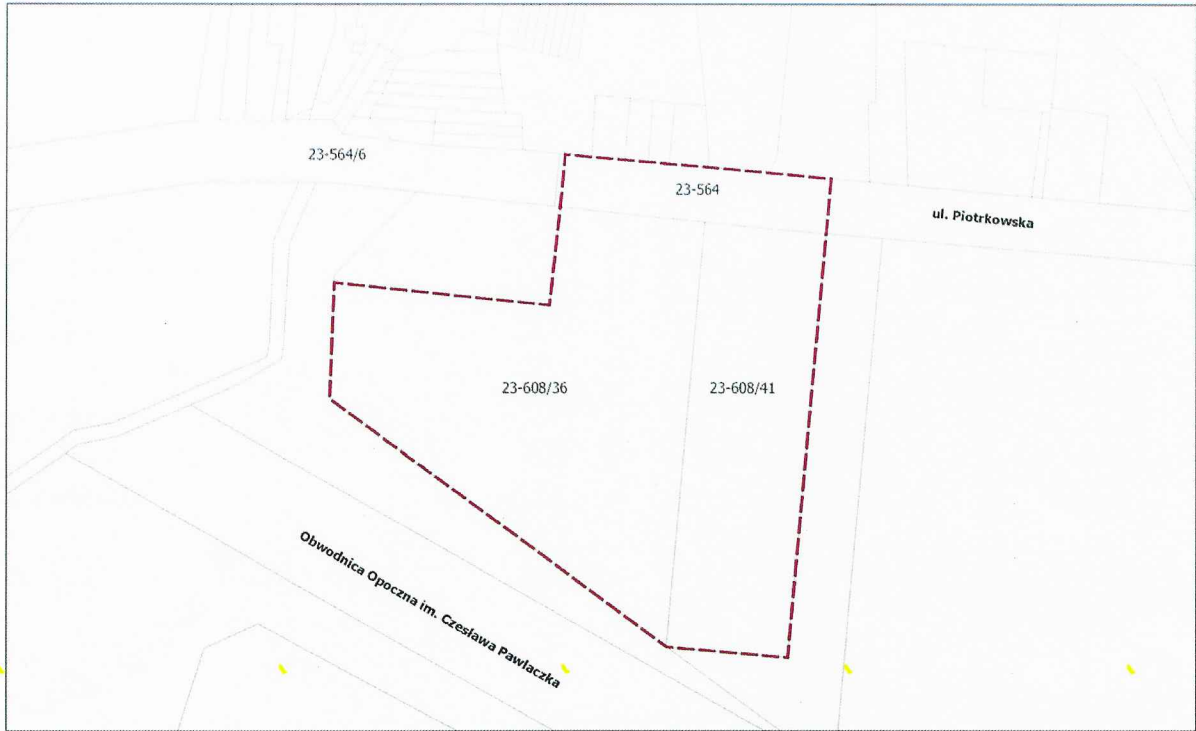 23-564/6
23-564
ul. Piotrkowska
23-608/36
23-608/41
Obwodnica Opoczna im. Czesława Pawlaczka